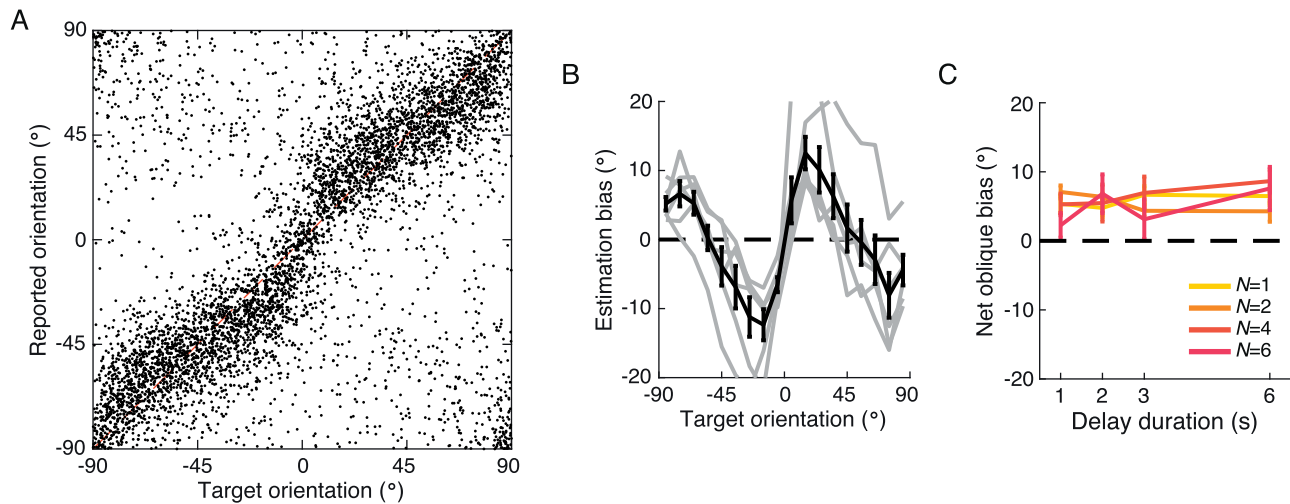 A
90
45
0
-45
-90
-90 -45 0 45 90
Reported orientation (°)
Target orientation (°)
B
20
10
0
-10
-20
-90 -45 0 45 90
Estimation bias (°)
Target orientation (°)
C
20
10
0
-10
-20
1 2 3 6
Net oblique bias (°)
Delay duration (s)
N=1
N=2
N=4
N=6